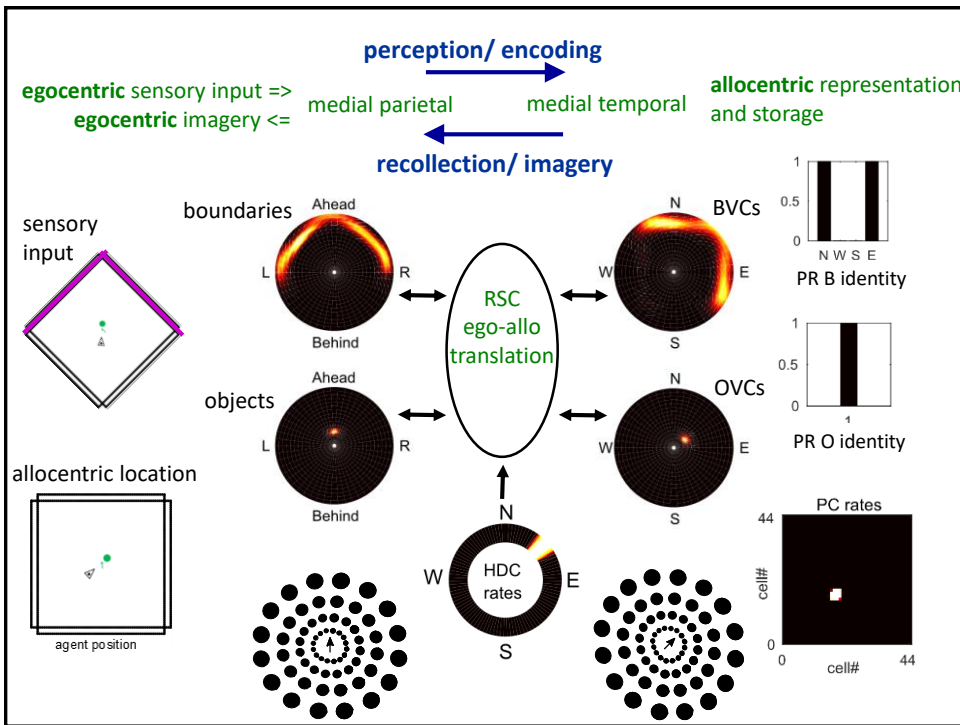 perception/ encoding
egocentric sensory input =>
egocentric imagery <=
medial parietal
medial temporal
allocentric representation
and storage
recollection/ imagery
sensory
input
boundaries
Ahead
L
R
Behind
RSC
ego-allo
translation
N
BVCs
W
E
S
1
0.5
0
N W S E
PR B identity
objects
Ahead
L
R
Behind
N
OVCs
W
E
S
1
0.5
0
1
PR O identity
allocentric location
1
agent position
N
W
HDC
rates
E
S
PC rates
44
cell#
0
0
44
cell#